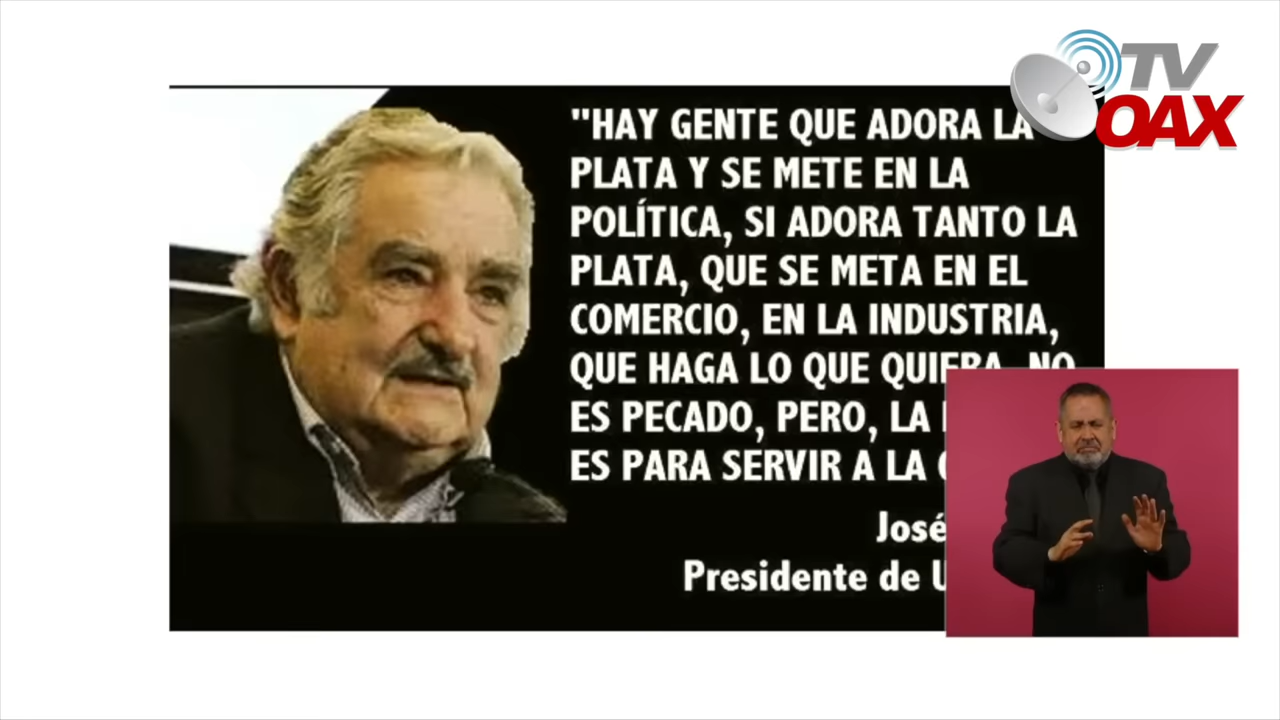 TV
OAX
"HAY GENTE QUE ADORA LA
PLATA Y SE METE EN LA
POLÍTICA, SI ADORA TANTO LA
PLATA, QUE SE META EN EL
COMERCIO, EN LA INDUSTRIA,
QUE HAGA LO QUE QUIERA, NO
ES PECADO, PERO, LA
ES PARA SERVIR A LA
José
Presidente de